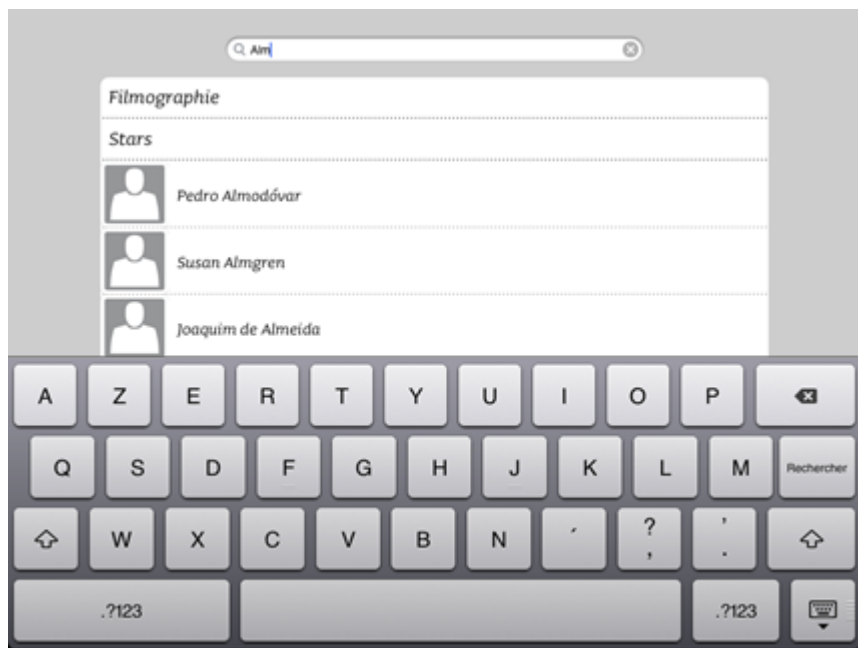 Alm
Filmographie
Stars
Pedro Almodóvar
Susan Almgren
Joaquim de Almeida
A Z E R T Y U I O P
Q S D F G H J K L M Rechercher
W X C V B N ´ ? , ' .
.?123 .?123